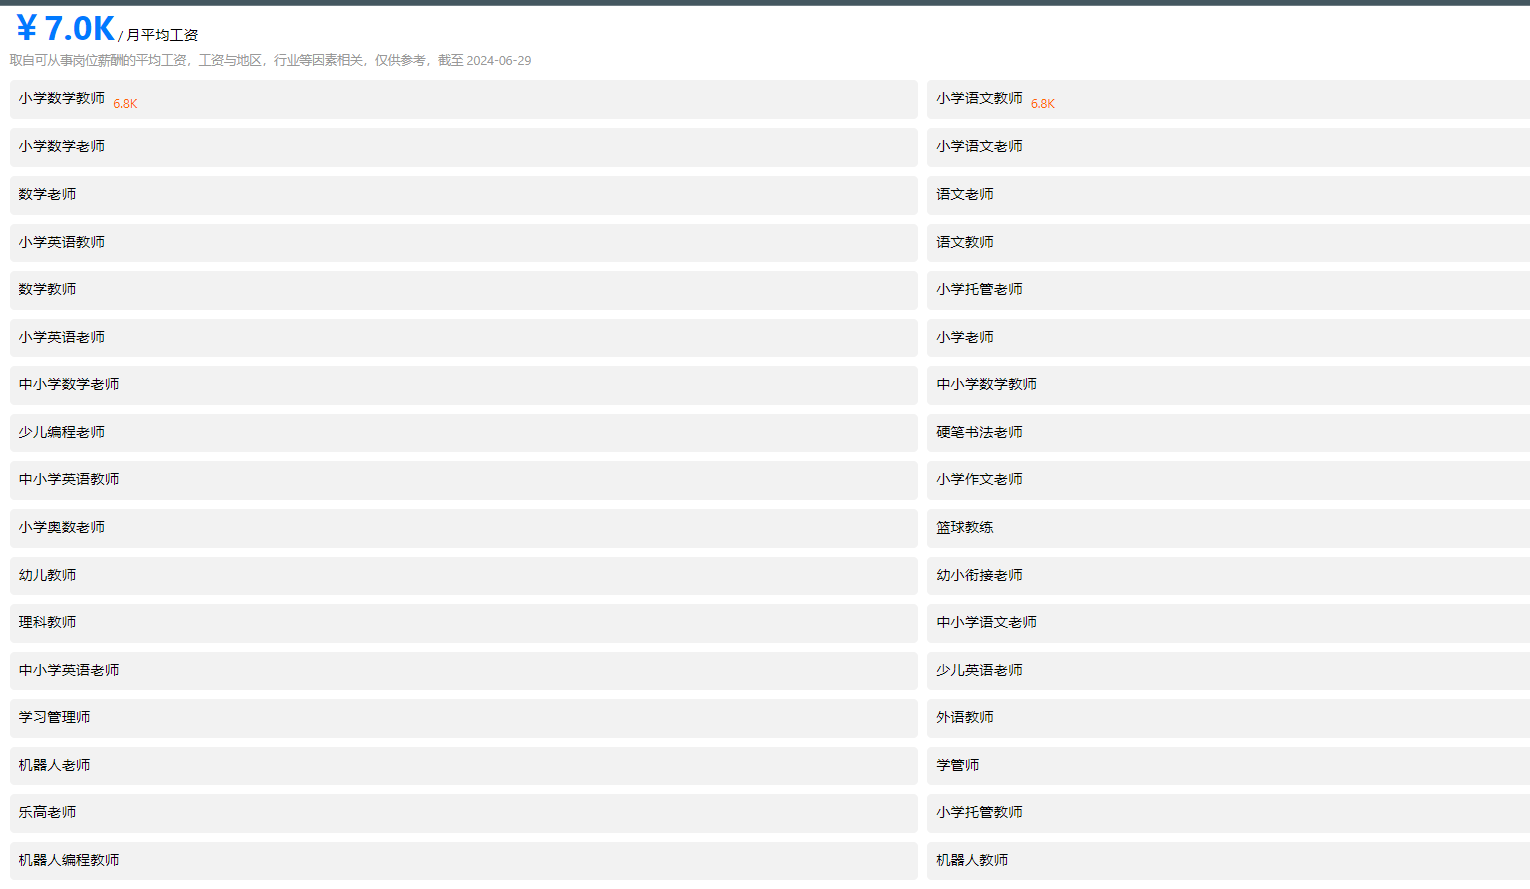 ￥7.0K / 月平均工资
取自可从事岗位薪酬的平均工资，工资与地区，行业等因素相关，仅供参考，截至 2024-06-29
小学数学教师 6.8K
小学语文教师 6.8K
小学数学老师
小学语文老师
数学老师
语文老师
小学英语教师
语文教师
数学教师
小学托管老师
小学英语老师
小学老师
中小学数学老师
中小学数学教师
少儿编程老师
硬笔书法老师
中小学英语教师
小学作文老师
小学奥数老师
篮球教练
幼儿教师
幼小衔接老师
理科教师
中小学语文老师
中小学英语老师
少儿英语老师
学习管理师
外语教师
机器人老师
学管师
乐高老师
小学托管教师
机器人编程教师
机器人教师